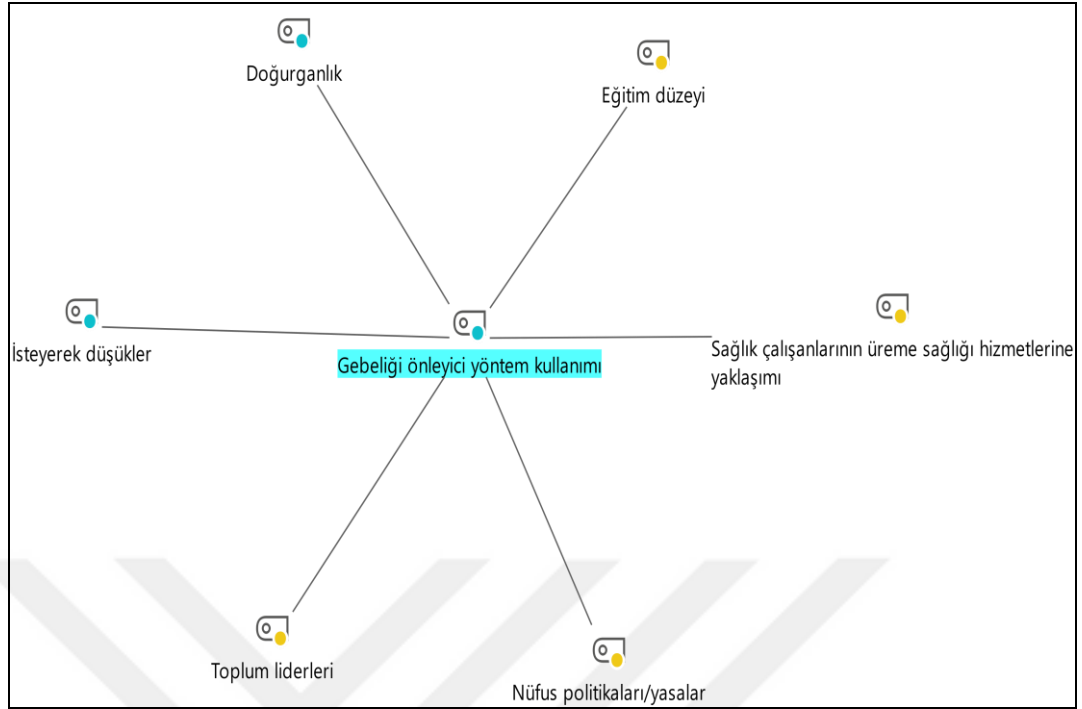 Doğurganlık
Eğitim düzeyi
İsteyerek düşükler
Gebeliği önleyici yöntem kullanımı
Sağlık çalışanlarının üreme sağlığı hizmetlerine
yaklaşımı
Toplum liderleri
Nüfus politikaları/yasalar